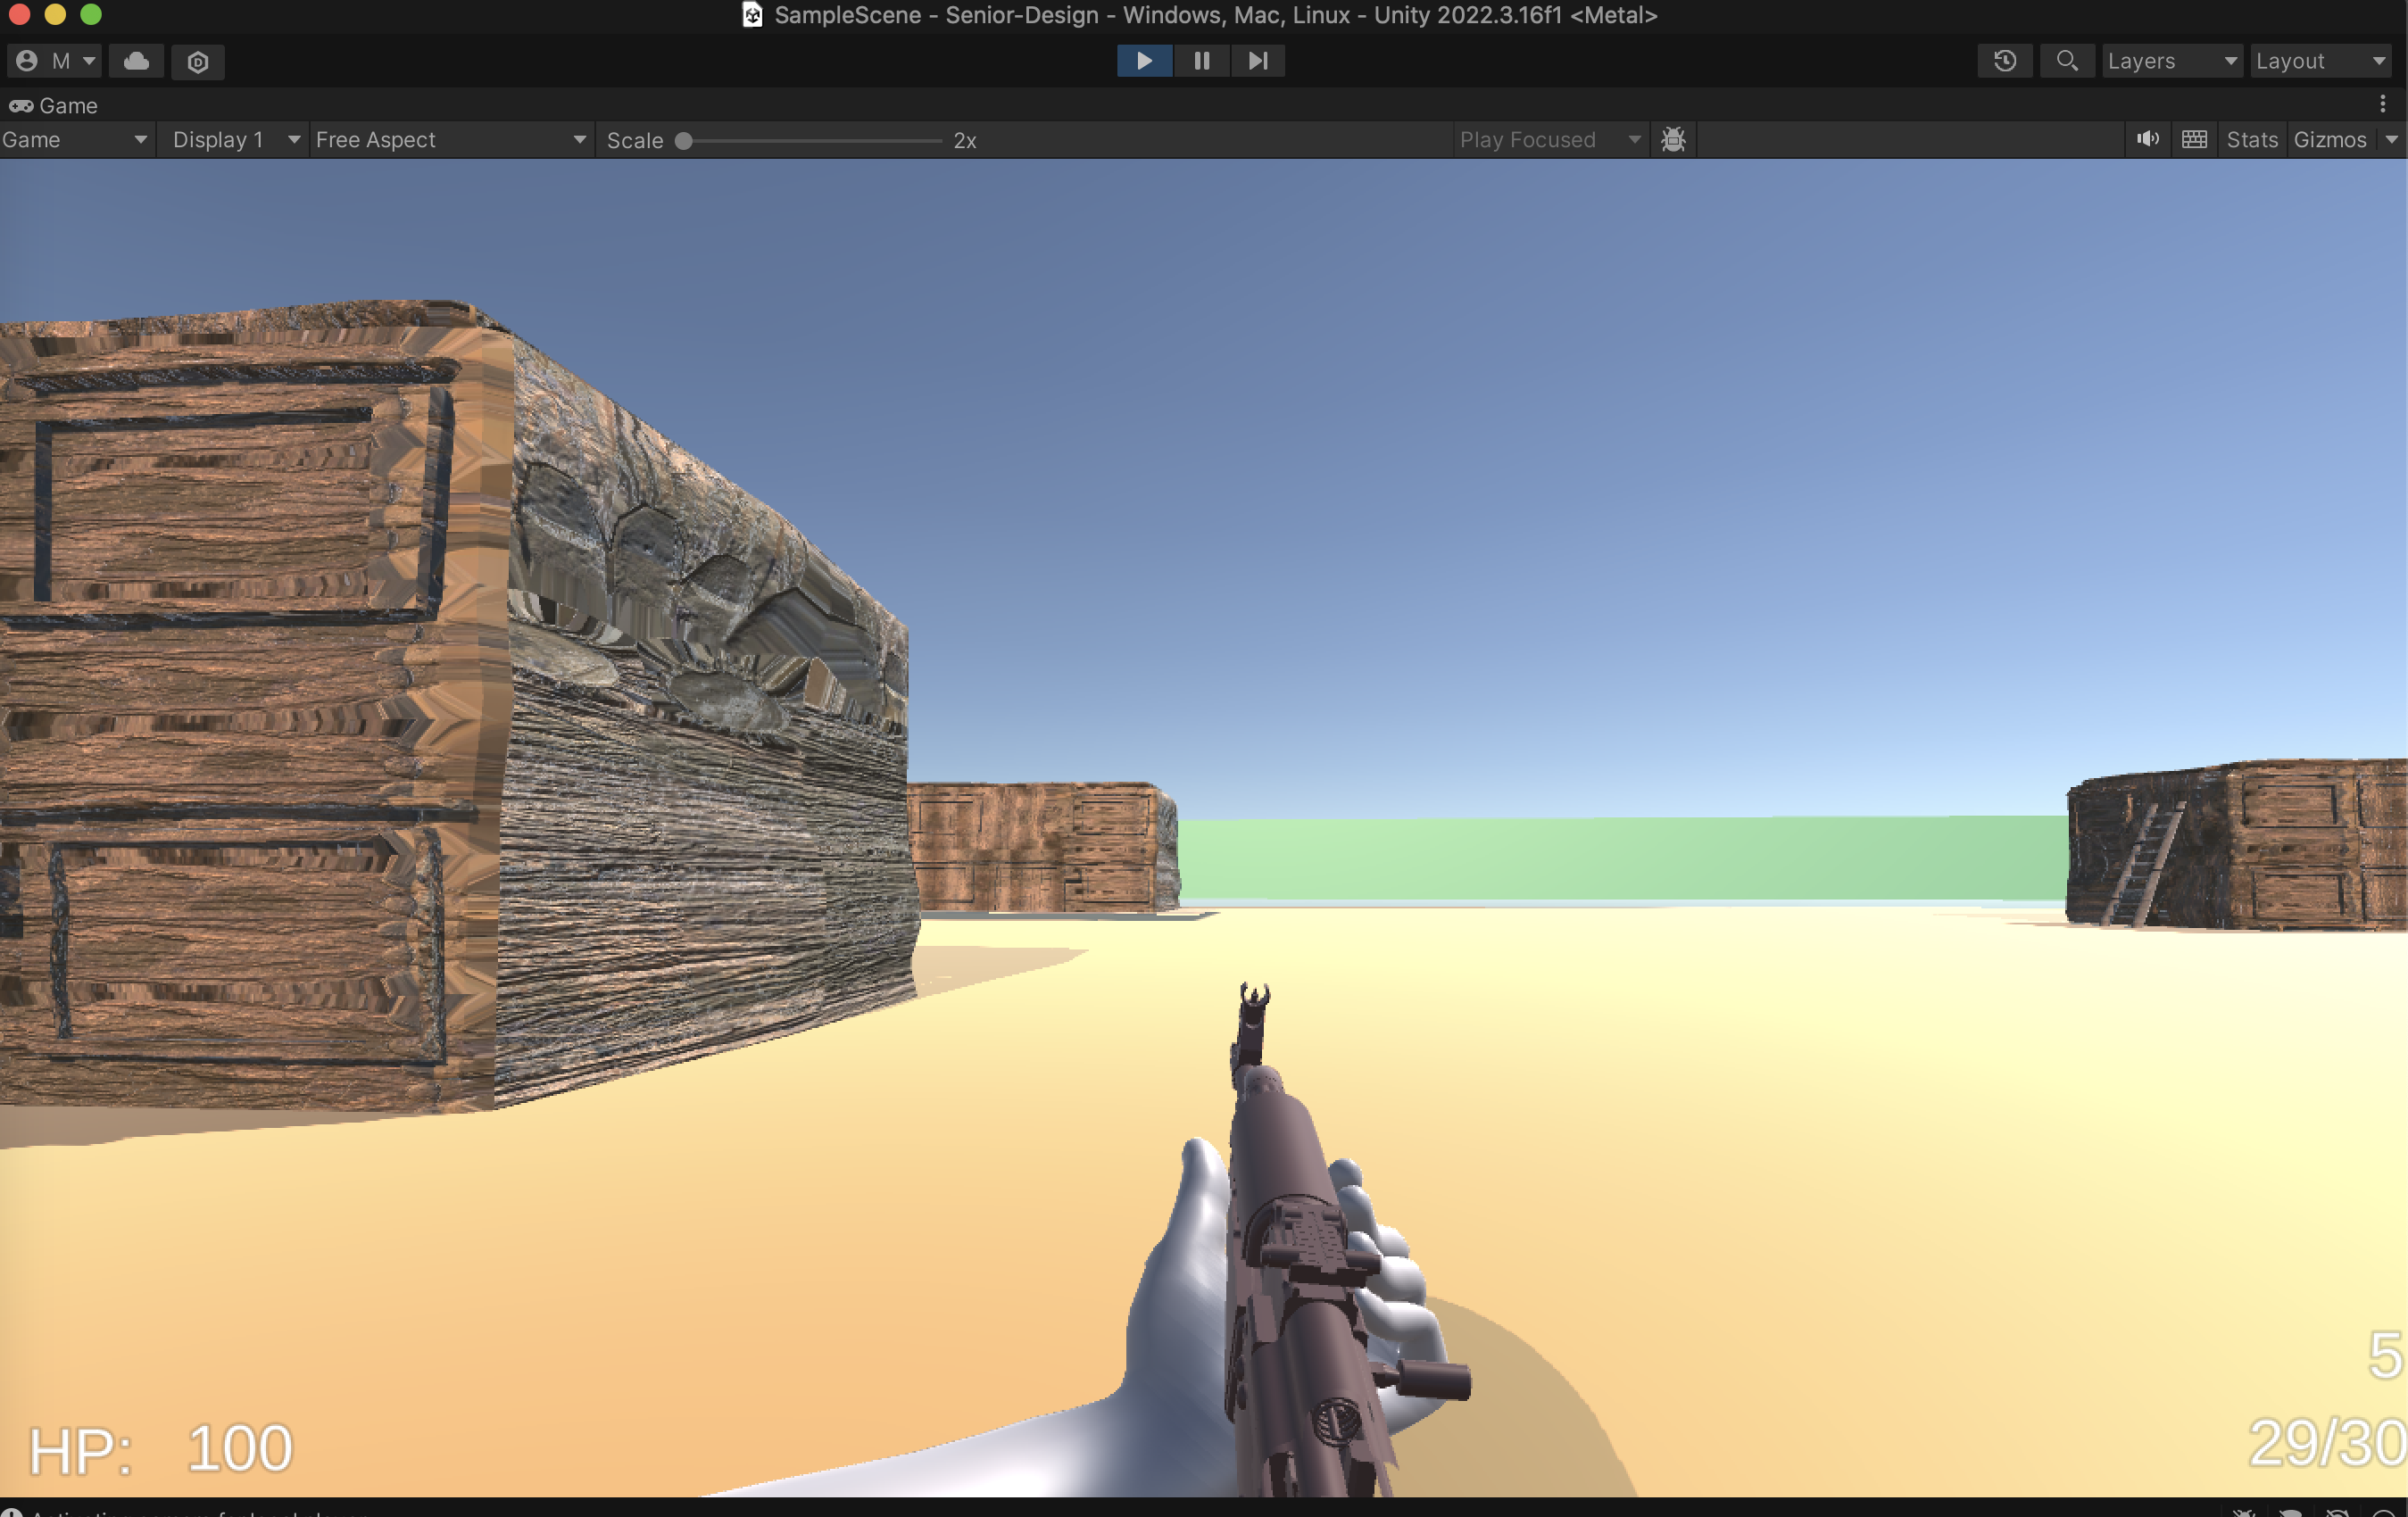 SampleScene - Senior-Design - Windows, Mac, Linux - Unity 2022.3.16f1 <Metal>
M
Layers
Layout
Game
Game
Display 1
Free Aspect
Scale
2x
Play Focused
Stats
Gizmos
5
HP: 100
29/30